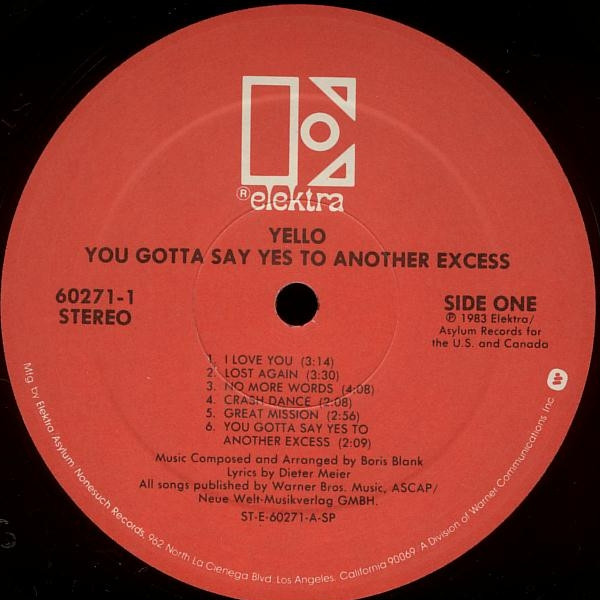 ® elektra
YELLO
YOU GOTTA SAY YES TO ANOTHER EXCESS
60271-1
STEREO
SIDE ONE
℗ 1983 Elektra/
Asylum Records for
the U.S. and Canada
1. I LOVE YOU (3:14)
2. LOST AGAIN (3:30)
3. NO MORE WORDS (4:08)
4. CRASH DANCE (2:08)
5. GREAT MISSION (2:56)
6. YOU GOTTA SAY YES TO
ANOTHER EXCESS (2:09)
Music Composed and Arranged by Boris Blank
Lyrics by Dieter Meier
All songs published by Warner Bros. Music, ASCAP/
Neue Welt-Musikverlag GMBH.
ST-E-60271-A-SP
Mfg. by Elektra/Asylum/Nonesuch Records, 962 North La Cienega Blvd. Los Angeles, California 90069. A Division of Warner Communications Inc.